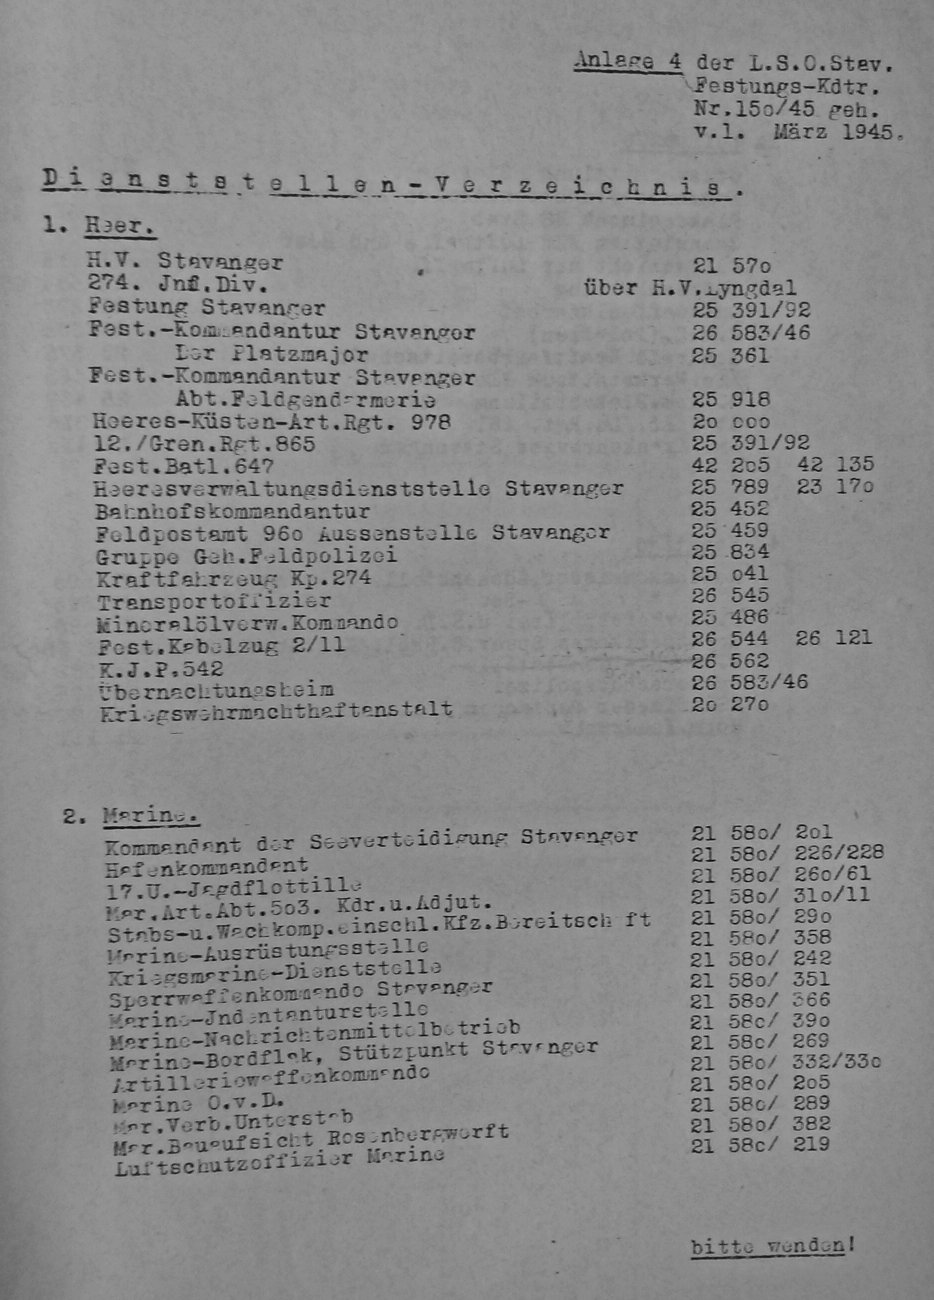 Anlage 4 der L.S.O.Stav.
Festungs-Kdtr.
Nr.15o/45 geh.
v.1. März 1945.
Dienststellen-Verzeichnis.
1. Heer.
H.V. Stavanger 21 57o
274. Jnf.Div. über H.V.Lyngdal
Festung Stavanger 25 391/92
Fest.-Kommandantur Stavanger 26 583/46
Der Platzmajor 25 361
Fest.-Kommandantur Stavanger
Abt.Feldgendarmerie 25 918
Heeres-Küsten-Art.Rgt. 978 2o ooo
12./Gren.Rgt.865 25 391/92
Fest.Batl.647 42 2o5 42 135
Heeresverwaltungsdienststelle Stavanger 25 789 23 17o
Bahnhofskommandantur 25 452
Feldpostamt 96o Aussenstelle Stavanger 25 459
Gruppe Geh.Feldpolizei 25 834
Kraftfahrzeug Kp.274 25 o41
Transportoffizier 26 545
Mineralölverw.Kommando 25 486
Fest.Kabelzug 2/11 26 544 26 121
K.J.P.542 26 562
Übernachtungsheim 26 583/46
Kriegswehrmachthaftanstalt 2o 27o
2. Marine.
Kommandant der Seeverteidigung Stavanger 21 58o/ 2o1
Hafenkommandant 21 58o/ 226/228
17.U.-Jagdflottille 21 58o/ 26o/61
Mar.Art.Abt.5o3. Kdr.u.Adjut. 21 58o/ 31o/11
Stabs-u.Wachkomp.einschl.Kfz.Bereitschaft 21 58o/ 29o
Marine-Ausrüstungsstelle 21 58o/ 358
Kriegsmarine-Dienststelle 21 58o/ 242
Sperrwaffenkommando Stavanger 21 58o/ 351
Marine-Jndantanturstelle 21 58o/ 366
Marine-Nachrichtenmittelbetrieb 21 58o/ 39o
Marine-Bordflak, Stützpunkt Stavanger 21 58o/ 269
Artilleriewaffenkommando 21 58o/ 332/33o
Marine O.v.D. 21 58o/ 2o5
Mar.Verb.Unterstab 21 58o/ 289
Mar.Bauaufsicht Rosenbergwerft 21 58o/ 382
Luftschutzoffizier Marine 21 58o/ 219
bitte wenden!